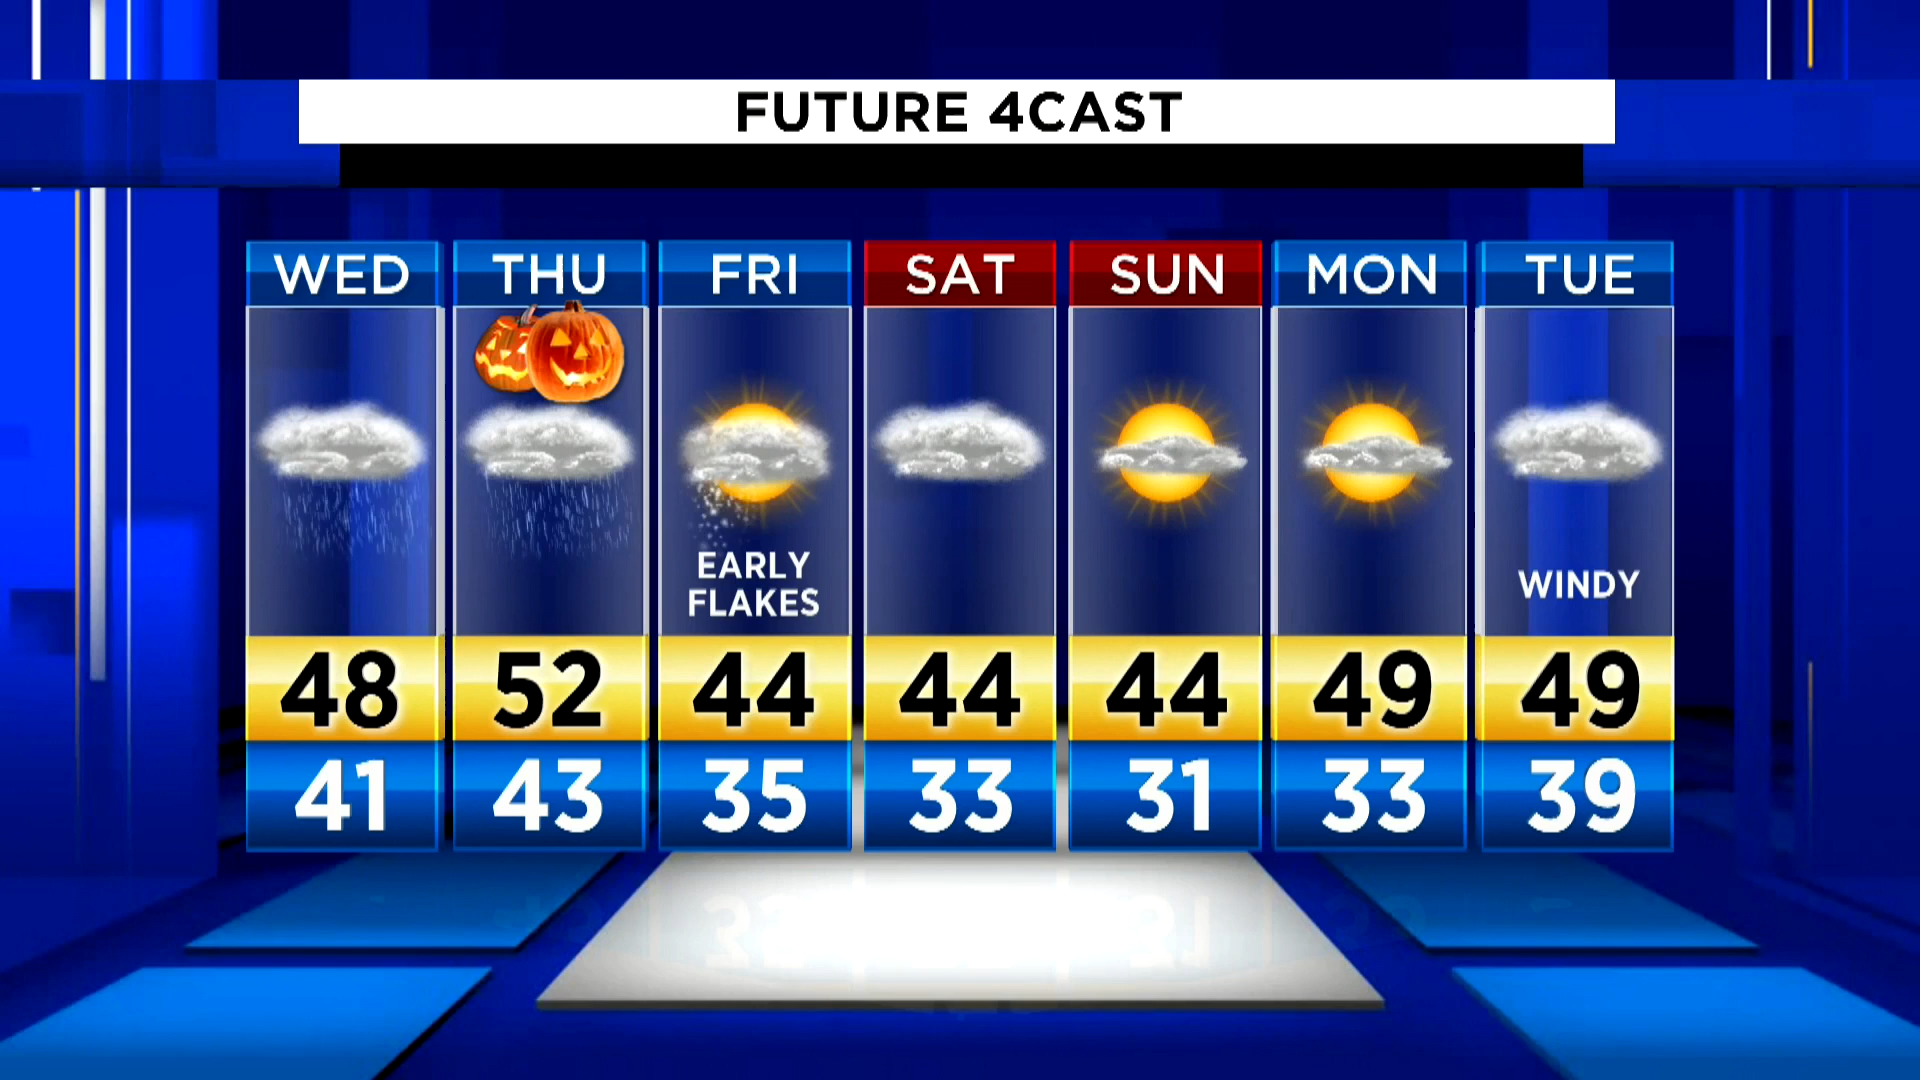 FUTURE 4CAST
WED THU FRI SAT SUN MON TUE
EARLY
FLAKES
WINDY
48 52 44 44 44 49 49
41 43 35 33 31 33 39